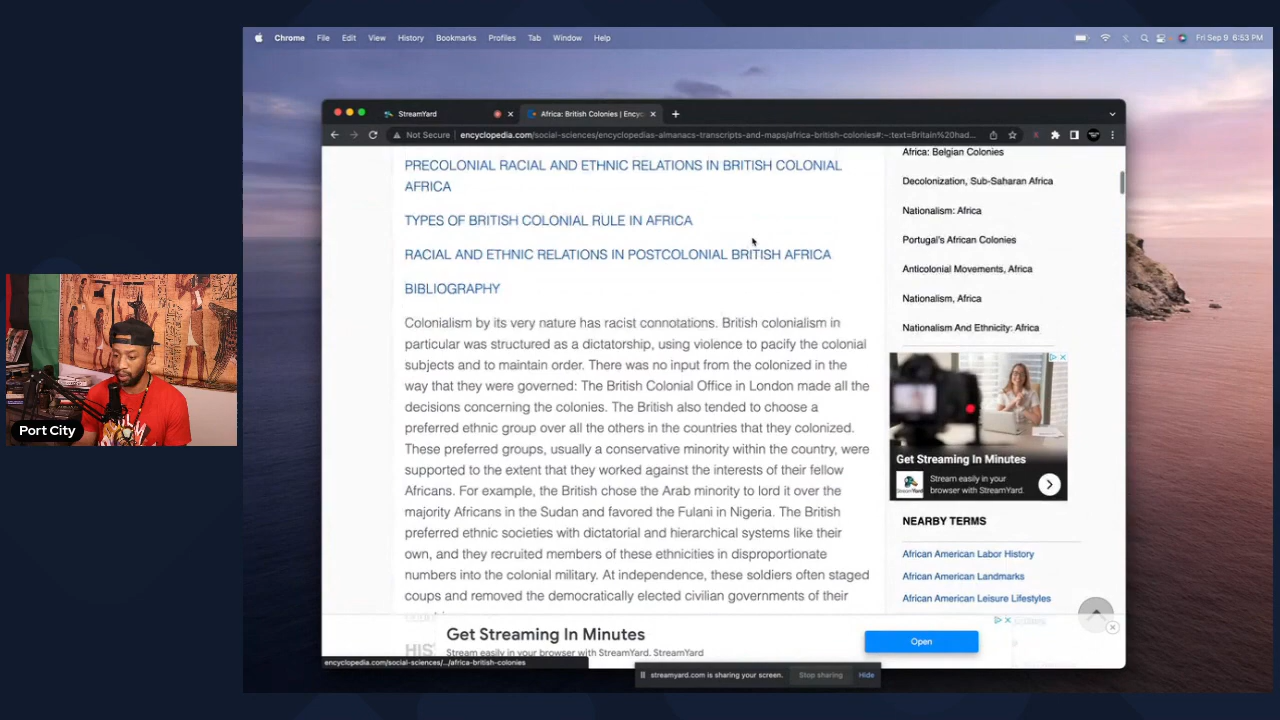 Chrome File Edit View History Bookmarks Profiles Tab Window Help
Fri Sep 9 6:53 PM
StreamYard
Africa: British Colonies | Ency
Not Secure
encyclopedia.com/social-sciences/encyclopedias-almanacs-transcripts-and-maps/africa-british-colonies#:~:text=Britain%20had...
PRECOLONIAL RACIAL AND ETHNIC RELATIONS IN BRITISH COLONIAL
AFRICA
TYPES OF BRITISH COLONIAL RULE IN AFRICA
RACIAL AND ETHNIC RELATIONS IN POSTCOLONIAL BRITISH AFRICA
BIBLIOGRAPHY
Colonialism by its very nature has racist connotations. British colonialism in
particular was structured as a dictatorship, using violence to pacify the colonial
subjects and to maintain order. There was no input from the colonized in the
way that they were governed: The British Colonial Office in London made all the
decisions concerning the colonies. The British also tended to choose a
preferred ethnic group over all the others in the countries that they colonized.
These preferred groups, usually a conservative minority within the country, were
supported to the extent that they worked against the interests of their fellow
Africans. For example, the British chose the Arab minority to lord it over the
majority Africans in the Sudan and favored the Fulani in Nigeria. The British
preferred ethnic societies with dictatorial and hierarchical systems like their
own, and they recruited members of these ethnicities in disproportionate
numbers into the colonial military. At independence, these soldiers often staged
coups and removed the democratically elected civilian governments of their
HIS
Africa: Belgian Colonies
Decolonization, Sub-Saharan Africa
Nationalism: Africa
Portugal's African Colonies
Anticolonial Movements, Africa
Nationalism, Africa
Nationalism And Ethnicity: Africa
Get Streaming In Minutes
StreamYard
Stream easily in your
browser with StreamYard.
NEARBY TERMS
African American Labor History
African American Landmarks
African American Leisure Lifestyles
Get Streaming In Minutes
Stream easily in your browser with StreamYard. StreamYard
Open
encyclopedia.com/social-sciences/.../africa-british-colonies
streamyard.com is sharing your screen.
Stop sharing
Hide
Port City